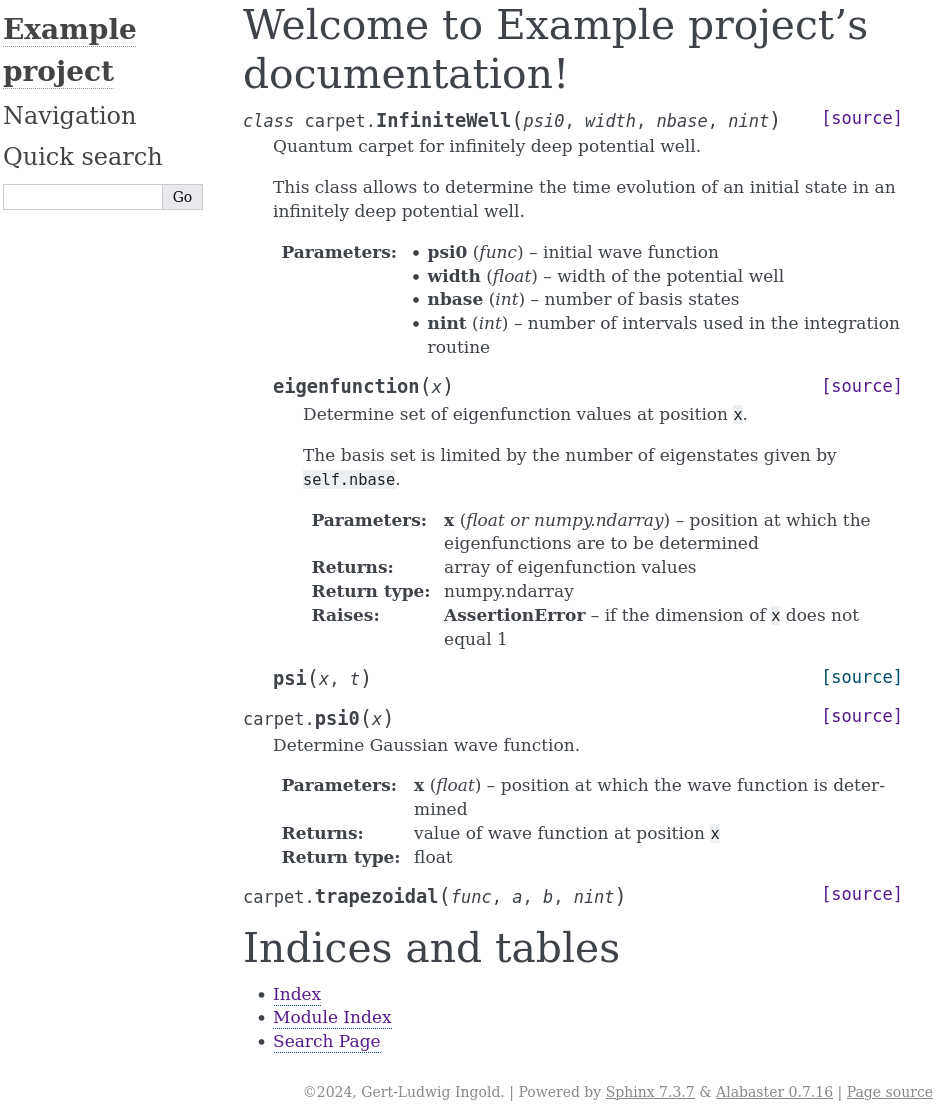 Example
project
Navigation
Quick search
Go
Welcome to Example project’s
documentation!
class carpet.InfiniteWell(psi0, width, nbase, nint) [source]
Quantum carpet for infinitely deep potential well.
This class allows to determine the time evolution of an initial state in an
infinitely deep potential well.
Parameters: • psi0 (func) – initial wave function
• width (float) – width of the potential well
• nbase (int) – number of basis states
• nint (int) – number of intervals used in the integration
routine
eigenfunction(x) [source]
Determine set of eigenfunction values at position x.
The basis set is limited by the number of eigenstates given by
self.nbase.
Parameters: x (float or numpy.ndarray) – position at which the
eigenfunctions are to be determined
Returns: array of eigenfunction values
Return type: numpy.ndarray
Raises: AssertionError – if the dimension of x does not
equal 1
psi(x, t) [source]
carpet.psi0(x) [source]
Determine Gaussian wave function.
Parameters: x (float) – position at which the wave function is deter-
mined
Returns: value of wave function at position x
Return type: float
carpet.trapezoidal(func, a, b, nint) [source]
Indices and tables
• Index
• Module Index
• Search Page
©2024, Gert-Ludwig Ingold. | Powered by Sphinx 7.3.7 & Alabaster 0.7.16 | Page source